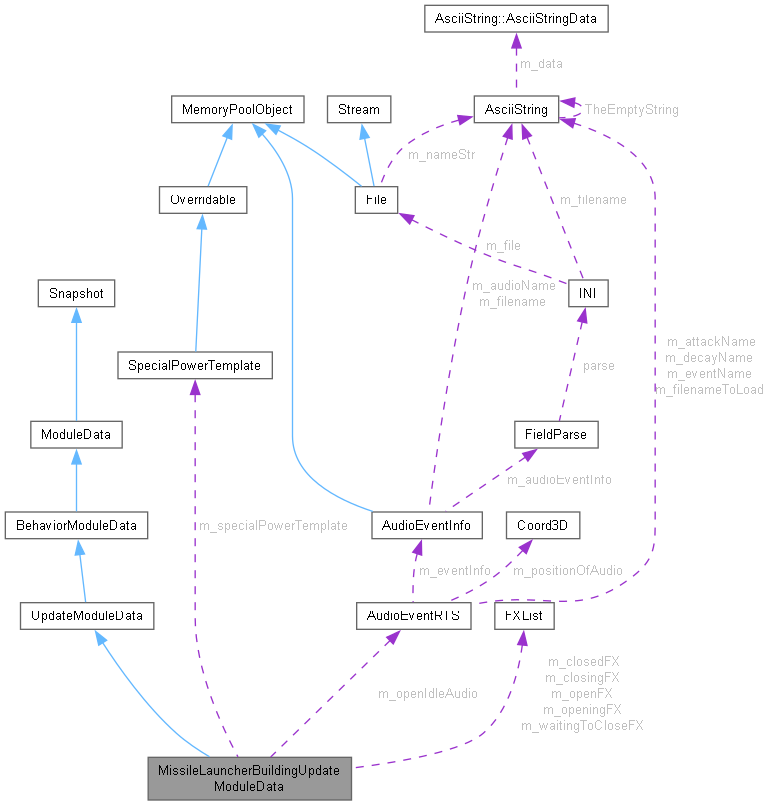 AsciiString::AsciiStringData
m_data
MemoryPoolObject
Stream
AsciiString
TheEmptyString
m_nameStr
Overridable
File
m_filename
m_file
Snapshot
INI
m_audioName
m_filename
m_attackName
m_decayName
m_eventName
m_filenameToLoad
SpecialPowerTemplate
parse
ModuleData
FieldParse
m_audioEventInfo
BehaviorModuleData
m_specialPowerTemplate
AudioEventInfo
Coord3D
m_eventInfo
m_positionOfAudio
UpdateModuleData
AudioEventRTS
FXList
m_openIdleAudio
m_closedFX
m_closingFX
m_openFX
m_openingFX
m_waitingToCloseFX
MissileLauncherBuildingUpdate
ModuleData